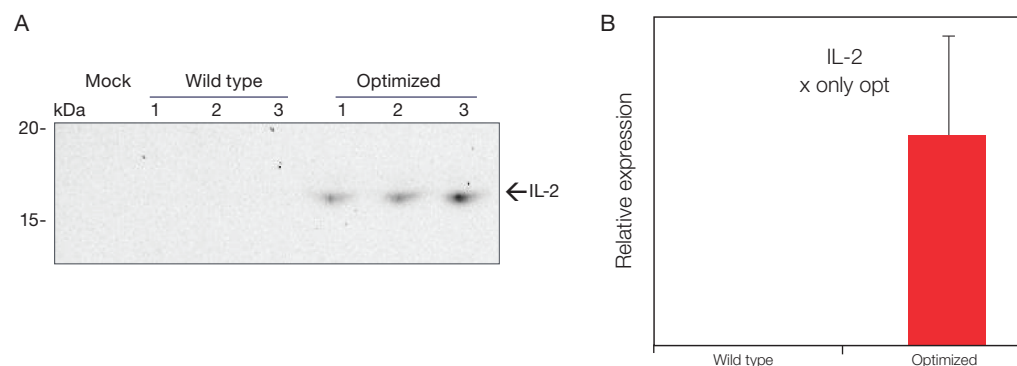 A
Mock Wild type Optimized
kDa 1 2 3 1 2 3
20-
←IL-2
15-
B
IL-2
x only opt
Relative expression
Wild type Optimized